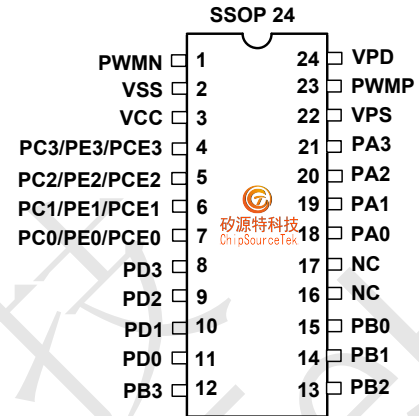 SSOP 24
PWMN 1 24 VPD
VSS 2 23 PWMP
VCC 3 22 VPS
PC3/PE3/PCE3 4 21 PA3
PC2/PE2/PCE2 5 20 PA2
PC1/PE1/PCE1 6 19 PA1
矽源特科技
ChipSourceTek
PC0/PE0/PCE0 7 18 PA0
PD3 8 17 NC
PD2 9 16 NC
PD1 10 15 PB0
PD0 11 14 PB1
PB3 12 13 PB2